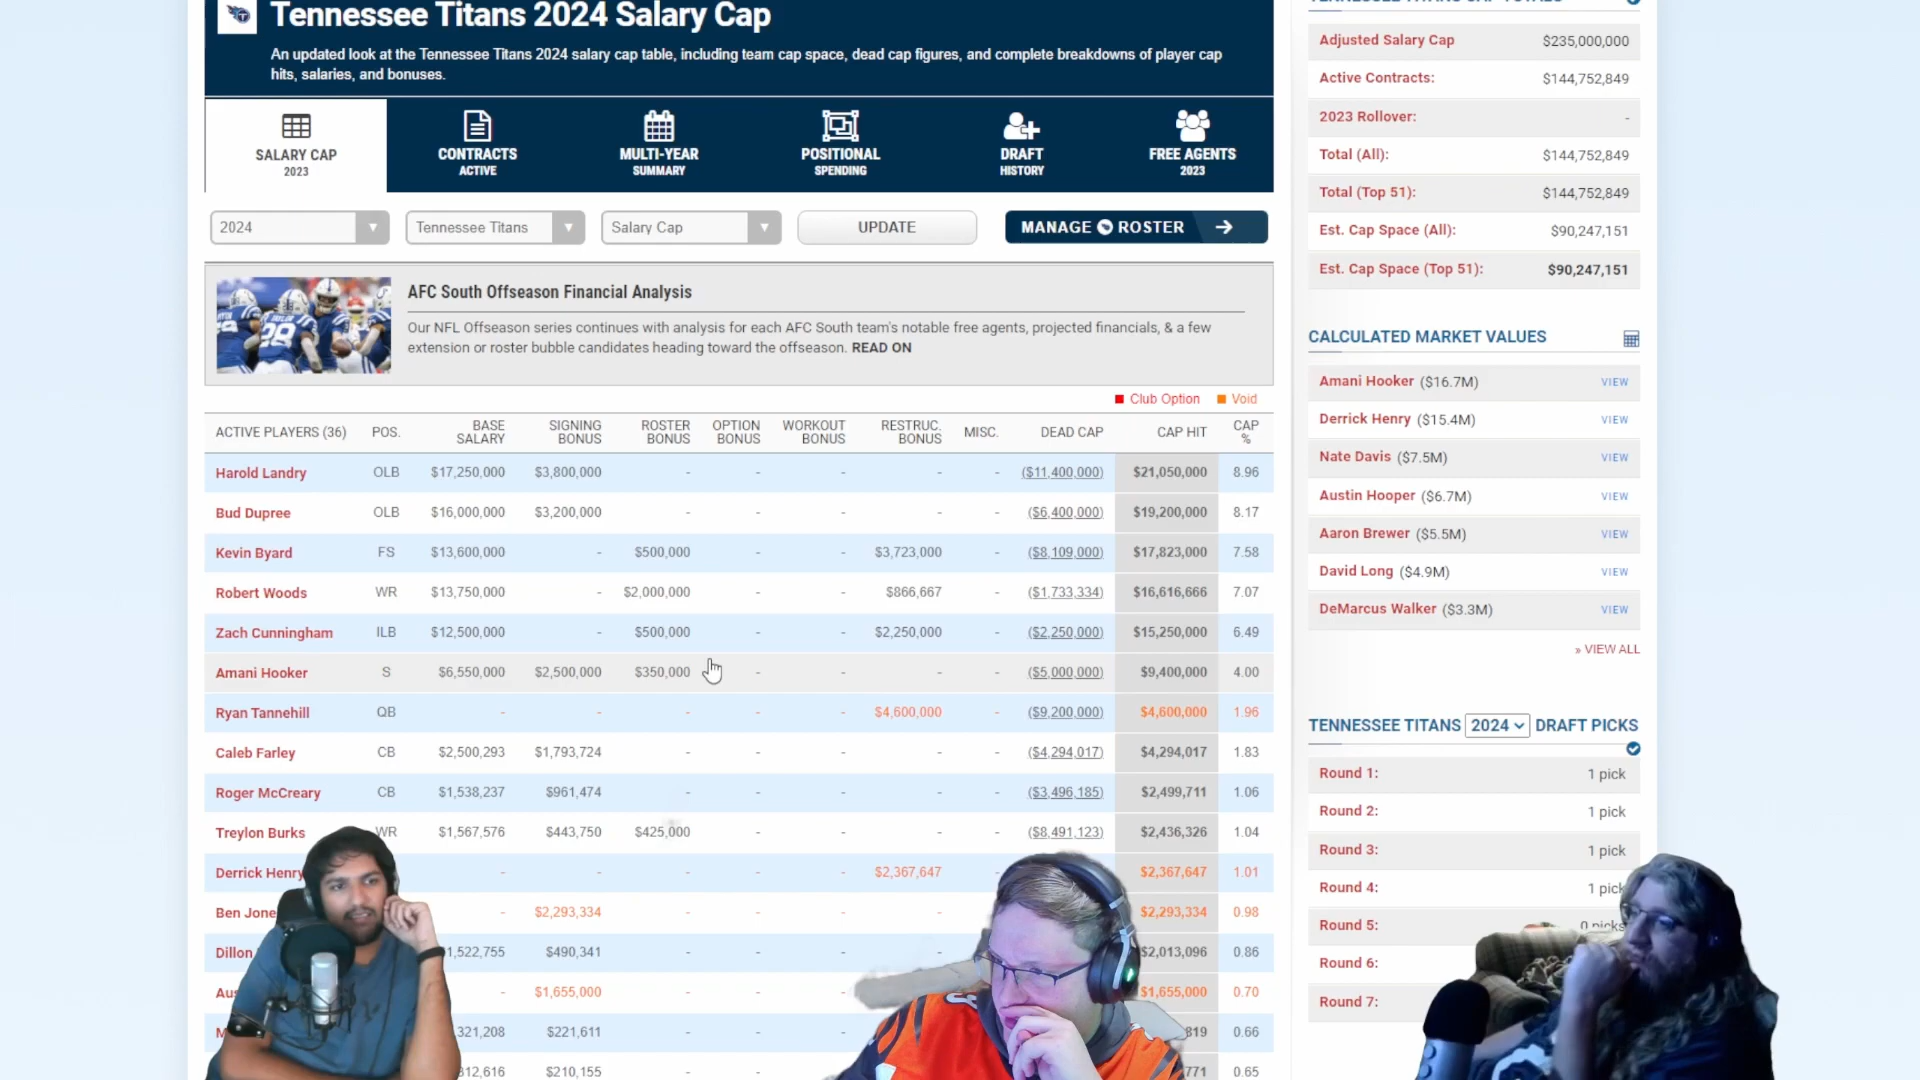 Tennessee Titans 2024 Salary Cap
An updated look at the Tennessee Titans 2024 salary cap table, including team cap space, dead cap figures, and complete breakdowns of player cap
hits, salaries, and bonuses.
SALARY CAP
2023
CONTRACTS
ACTIVE
MULTI-YEAR
SUMMARY
POSITIONAL
SPENDING
DRAFT
HISTORY
FREE AGENTS
2023
2024 Tennessee Titans Salary Cap UPDATE MANAGE ROSTER
AFC South Offseason Financial Analysis
Our NFL Offseason series continues with analysis for each AFC South team's notable free agents, projected financials, & a few
extension or roster bubble candidates heading toward the offseason. READ ON
28
Club Option Void
ACTIVE PLAYERS (36) POS. BASE SALARY SIGNING BONUS ROSTER BONUS OPTION BONUS WORKOUT BONUS RESTRUC. BONUS MISC. DEAD CAP CAP HIT CAP %
Harold Landry OLB $17,250,000 $3,800,000 - - - - - ($11,400,000) $21,050,000 8.96
Bud Dupree OLB $16,000,000 $3,200,000 - - - - - ($6,400,000) $19,200,000 8.17
Kevin Byard FS $13,600,000 - $500,000 - - $3,723,000 - ($8,109,000) $17,823,000 7.58
Robert Woods WR $13,750,000 - $2,000,000 - - $866,667 - ($1,733,334) $16,616,666 7.07
Zach Cunningham ILB $12,500,000 - $500,000 - - $2,250,000 - ($2,250,000) $15,250,000 6.49
Amani Hooker S $6,550,000 $2,500,000 $350,000 - - - - ($5,000,000) $9,400,000 4.00
Ryan Tannehill QB - - - - - $4,600,000 - ($9,200,000) $4,600,000 1.96
Caleb Farley CB $2,500,293 $1,793,724 - - - - - ($4,294,017) $4,294,017 1.83
Roger McCreary CB $1,538,237 $961,474 - - - - - ($3,496,185) $2,499,711 1.06
Treylon Burks WR $1,567,576 $443,750 $425,000 - - - - ($8,491,123) $2,436,326 1.04
Derrick Henry - - - - - $2,367,647 $2,367,647 1.01
Ben Jone - $2,293,334 - - - - $2,293,334 0.98
Dillon 1,522,755 $490,341 - - - - $2,013,096 0.86
Aus - $1,655,000 - - - $1,655,000 0.70
M 321,208 $221,611 - - - 819 0.66
312,616 $210,155 - - - 771 0.65
TENNESSEE TITANS CAP TOTALS
Adjusted Salary Cap $235,000,000
Active Contracts: $144,752,849
2023 Rollover: -
Total (All): $144,752,849
Total (Top 51): $144,752,849
Est. Cap Space (All): $90,247,151
Est. Cap Space (Top 51): $90,247,151
CALCULATED MARKET VALUES
Amani Hooker ($16.7M) VIEW
Derrick Henry ($15.4M) VIEW
Nate Davis ($7.5M) VIEW
Austin Hooper ($6.7M) VIEW
Aaron Brewer ($5.5M) VIEW
David Long ($4.9M) VIEW
DeMarcus Walker ($3.3M) VIEW
» VIEW ALL
TENNESSEE TITANS 2024 DRAFT PICKS
Round 1: 1 pick
Round 2: 1 pick
Round 3: 1 pick
Round 4: 1 pick
Round 5: 0 picks
Round 6:
Round 7: